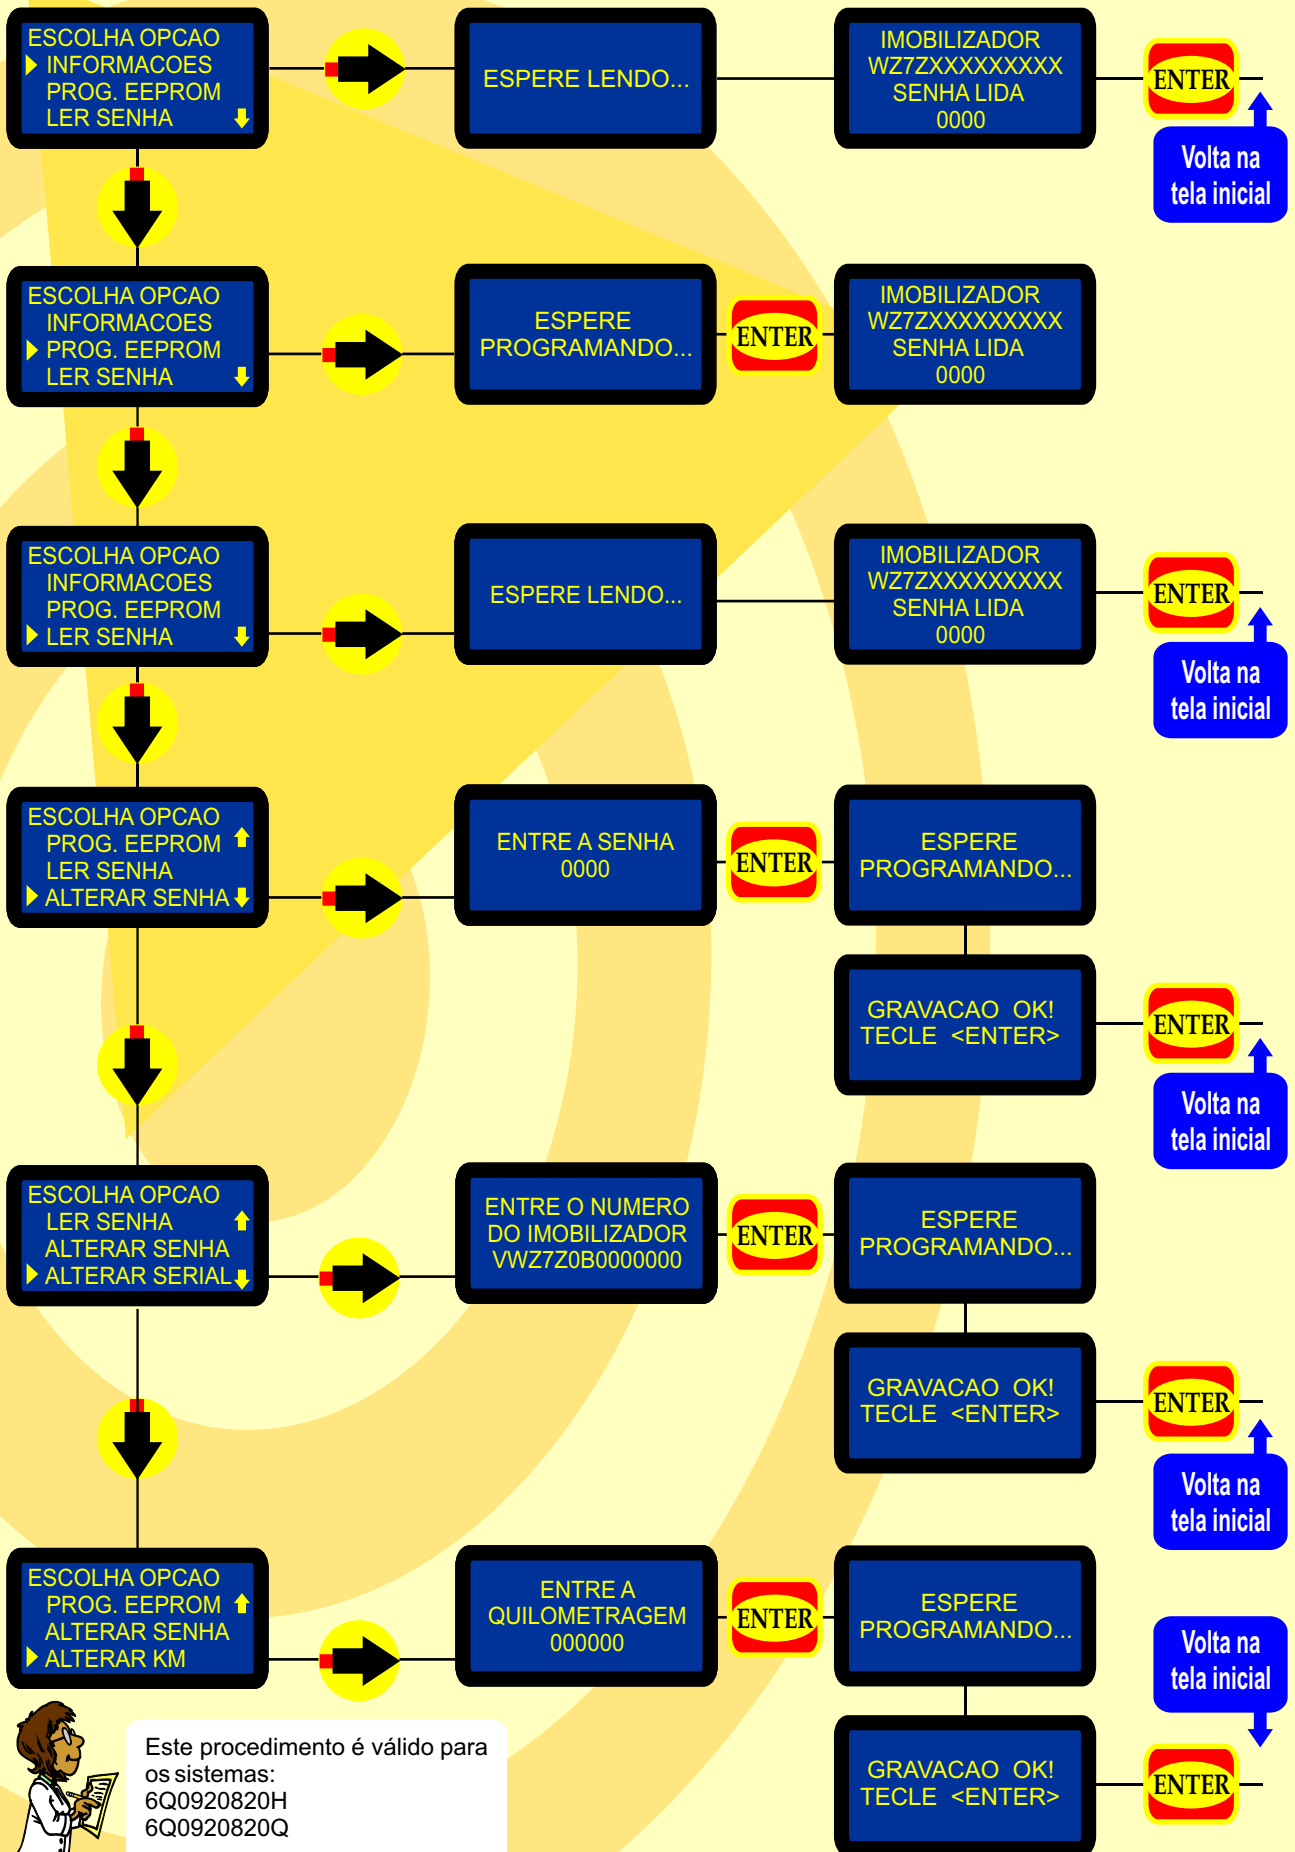 ESCOLHA OPCAO
INFORMACOES
PROG. EEPROM
LER SENHA
ESPERE LENDO...
IMOBILIZADOR
WZ7ZXXXXXXXXX
SENHA LIDA
0000
ENTER
Volta na
tela inicial
ESCOLHA OPCAO
INFORMACOES
PROG. EEPROM
LER SENHA
ESPERE
PROGRAMANDO...
ENTER
IMOBILIZADOR
WZ7ZXXXXXXXXX
SENHA LIDA
0000
ESCOLHA OPCAO
INFORMACOES
PROG. EEPROM
LER SENHA
ESPERE LENDO...
IMOBILIZADOR
WZ7ZXXXXXXXXX
SENHA LIDA
0000
ENTER
Volta na
tela inicial
ESCOLHA OPCAO
PROG. EEPROM
LER SENHA
ALTERAR SENHA
ENTRE A SENHA
0000
ENTER
ESPERE
PROGRAMANDO...
GRAVACAO OK!
TECLE <ENTER>
ENTER
Volta na
tela inicial
ESCOLHA OPCAO
LER SENHA
ALTERAR SENHA
ALTERAR SERIAL
ENTRE O NUMERO
DO IMOBILIZADOR
VWZ7Z0B0000000
ENTER
ESPERE
PROGRAMANDO...
GRAVACAO OK!
TECLE <ENTER>
ENTER
Volta na
tela inicial
ESCOLHA OPCAO
PROG. EEPROM
ALTERAR SENHA
ALTERAR KM
ENTRE A
QUILOMETRAGEM
000000
ENTER
ESPERE
PROGRAMANDO...
Volta na
tela inicial
GRAVACAO OK!
TECLE <ENTER>
ENTER
Este procedimento é válido para
os sistemas:
6Q0920820H
6Q0920820Q